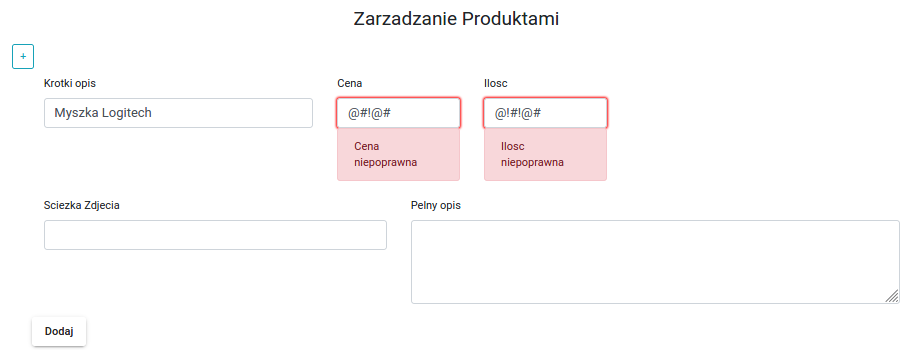 Zarzadzanie Produktami
+
Krotki opis
Cena
Ilosc
Myszka Logitech
@#!@#
@!#!@#
Cena
niepoprawna
Ilosc
niepoprawna
Sciezka Zdjecia
Pelny opis
Dodaj